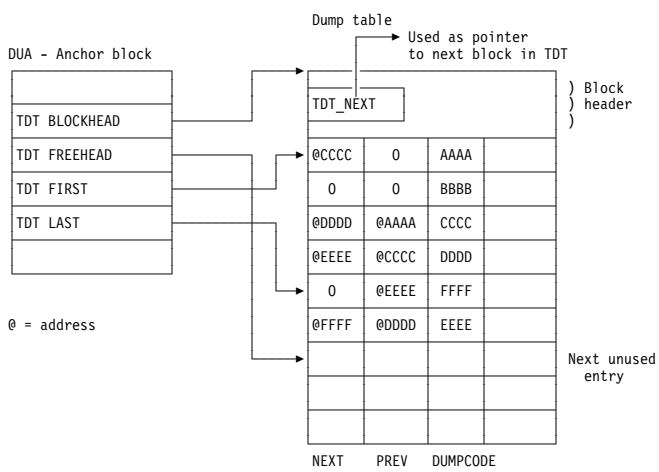 Dump table
Used as pointer
to next block in TDT
DUA - Anchor block
) Block
TDT_NEXT ) header
)
TDT BLOCKHEAD
TDT FREEHEAD @CCCC 0 AAAA
TDT FIRST 0 0 BBBB
TDT LAST @DDDD @AAAA CCCC
@EEEE @CCCC DDDD
0 @EEEE FFFF
@ = address @FFFF @DDDD EEEE
Next unused
entry
NEXT PREV DUMPCODE